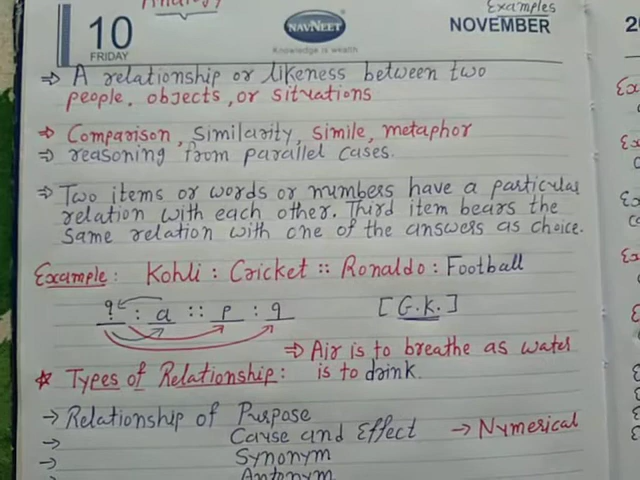 Analogy
Examples
10
FRIDAY
NAVNEET
Knowledge is wealth
NOVEMBER
⇒ A relationship or likeness between two
people, objects, or situations
⇒ Comparison, similarity, simile, metaphor
⇒ reasoning from parallel cases.
⇒ Two items or words or numbers have a particular
relation with each other. Third item bears the
same relation with one of the answers as choice.
Example: Kohli : Cricket :: Ronaldo : Football
? : a :: p : q [G.K.]
⇒ Air is to breathe as water
* Types of Relationship: is to drink.
→ Relationship of Purpose
→ Cause and Effect → Nymerical
→ Synonym
Antonym